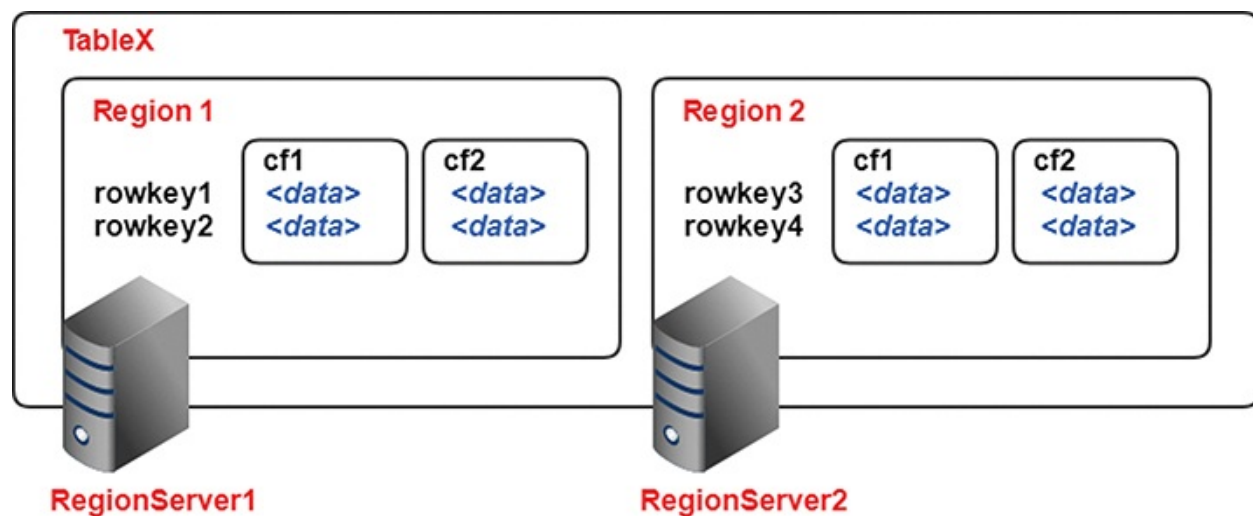 TableX
Region 1
cf1 cf2
rowkey1 <data> <data>
rowkey2 <data> <data>
RegionServer1
Region 2
cf1 cf2
rowkey3 <data> <data>
rowkey4 <data> <data>
RegionServer2